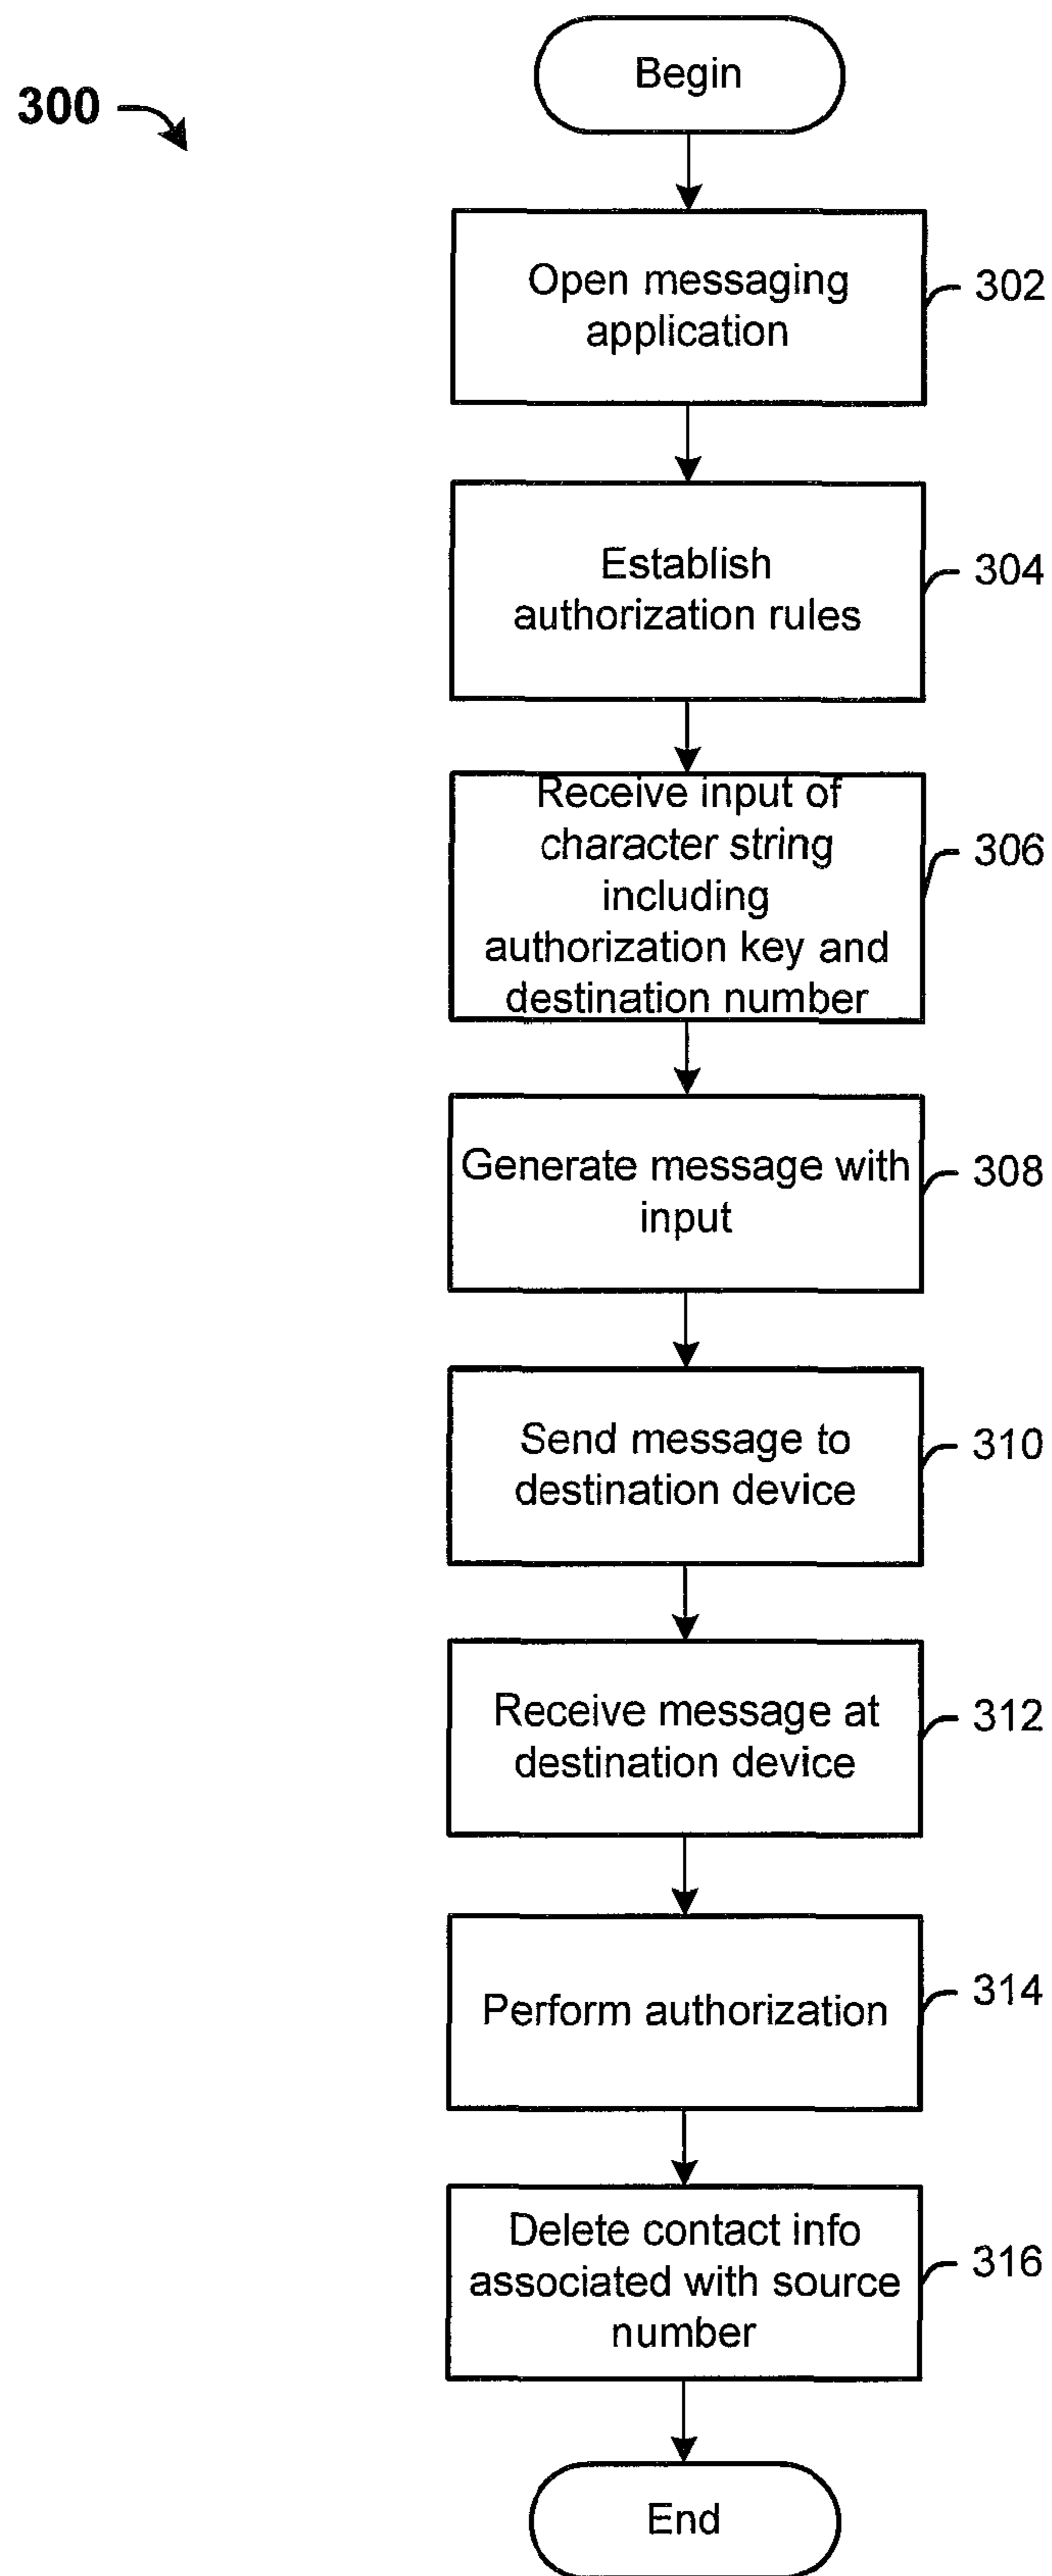 Begin
300
Open messaging
application
302
Establish
authorization rules
304
Receive input of
character string
including
authorization key and
destination number
306
Generate message with
input
308
Send message to
destination device
310
Receive message at
destination device
312
Perform authorization
314
Delete contact info
associated with source
number
316
End